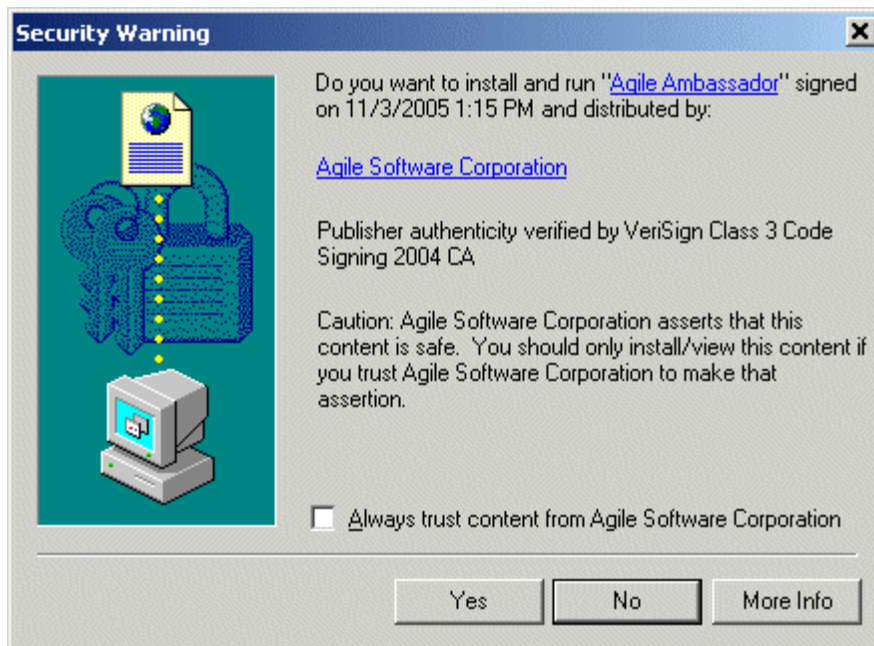 Security Warning
Do you want to install and run "Agile Ambassador" signed
on 11/3/2005 1:15 PM and distributed by:
Agile Software Corporation
Publisher authenticity verified by VeriSign Class 3 Code
Signing 2004 CA
Caution: Agile Software Corporation asserts that this
content is safe.  You should only install/view this content if
you trust Agile Software Corporation to make that
assertion.
Always trust content from Agile Software Corporation
Yes No More Info